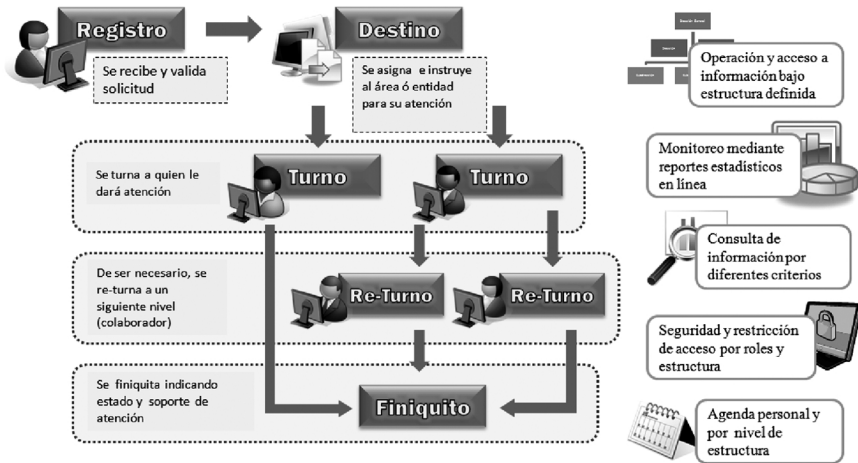 Registro
Se recibe y valida
solicitud
Destino
Se asigna e instruye
al área ó entidad
para su atención
Se turna a quien le
dará atención
Turno
Turno
De ser necesario, se
re-turna a un
siguiente nivel
(colaborador)
Re-Turno
Re-Turno
Se finiquita indicando
estado y soporte de
atención
Finiquito
Operación y acceso a
información bajo
estructura definida
Monitoreo mediante
reportes estadísticos
en línea
Consulta de
información por
diferentes criterios
Seguridad y restricción
de acceso por roles y
estructura
Agenda personal y
por nivel de
estructura